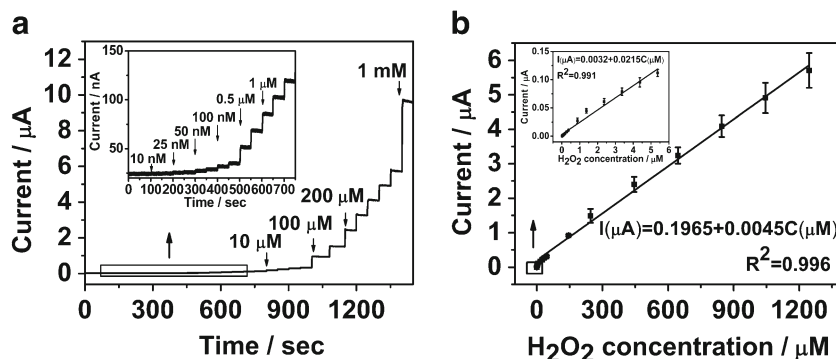 a
12
10
8
6
4
2
0
Current / μA
0 300 600 900 1200
Time / sec
10 μM
100 μM
200 μM
1 mM
150
100
50
Current / nA
0 100 200 300 400 500 600 700
Time / sec
10 nM
25 nM
50 nM
100 nM
0.5 μM
1 μM
b
6
5
4
3
2
1
0
Current / μA
0 300 600 900 1200
H₂O₂ concentration / μM
I(μA)=0.1965+0.0045C(μM)
R²=0.996
0.15
0.10
0.05
0.00
Current / μA
0 1 2 3 4 5 6
H₂O₂ concentration / μM
I(μA)=0.0032+0.0215C(μM)
R²=0.991